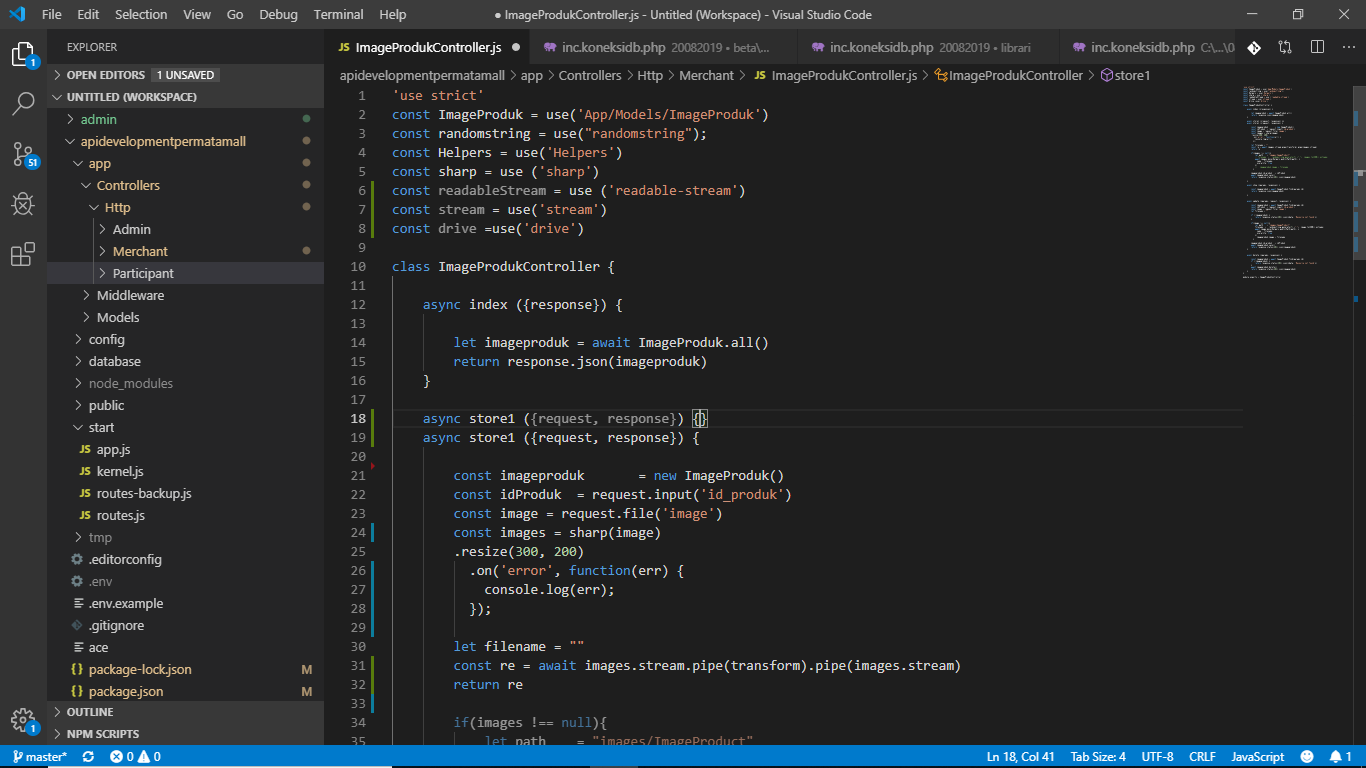 File Edit Selection View Go Debug Terminal Help
● ImageProdukController.js - Untitled (Workspace) - Visual Studio Code
EXPLORER
JS ImageProdukController.js ●
inc.koneksidb.php 20082019 • beta\...
inc.koneksidb.php 20082019 • librari
inc.koneksidb.php C:\...\0
OPEN EDITORS 1 UNSAVED
UNTITLED (WORKSPACE)
admin
apidevelopmentpermatamall
app
Controllers
Http
Admin
Merchant
Participant
Middleware
Models
config
database
node_modules
public
start
JS app.js
JS kernel.js
JS routes-backup.js
JS routes.js
tmp
.editorconfig
.env
.env.example
.gitignore
ace
{} package-lock.json M
{} package.json M
OUTLINE
NPM SCRIPTS
1
51
1
apidevelopmentpermatamall > app > Controllers > Http > Merchant > JS ImageProdukController.js > ImageProdukController > store1
1 'use strict'
2 const ImageProduk = use('App/Models/ImageProduk')
3 const randomstring = use("randomstring");
4 const Helpers = use('Helpers')
5 const sharp = use ('sharp')
6 const readableStream = use ('readable-stream')
7 const stream = use('stream')
8 const drive =use('drive')
9
10 class ImageProdukController {
11
12 async index ({response}) {
13
14 let imageproduk = await ImageProduk.all()
15 return response.json(imageproduk)
16 }
17
18 async store1 ({request, response}) {}
19 async store1 ({request, response}) {
20
21 const imageproduk = new ImageProduk()
22 const idProduk = request.input('id_produk')
23 const image = request.file('image')
24 const images = sharp(image)
25 .resize(300, 200)
26 .on('error', function(err) {
27 console.log(err);
28 });
29
30 let filename = ""
31 const re = await images.stream.pipe(transform).pipe(images.stream)
32 return re
33
34 if(images !== null){
35 let path = "images/ImageProduct"
master* 0 0 Ln 18, Col 41 Tab Size: 4 UTF-8 CRLF JavaScript 1